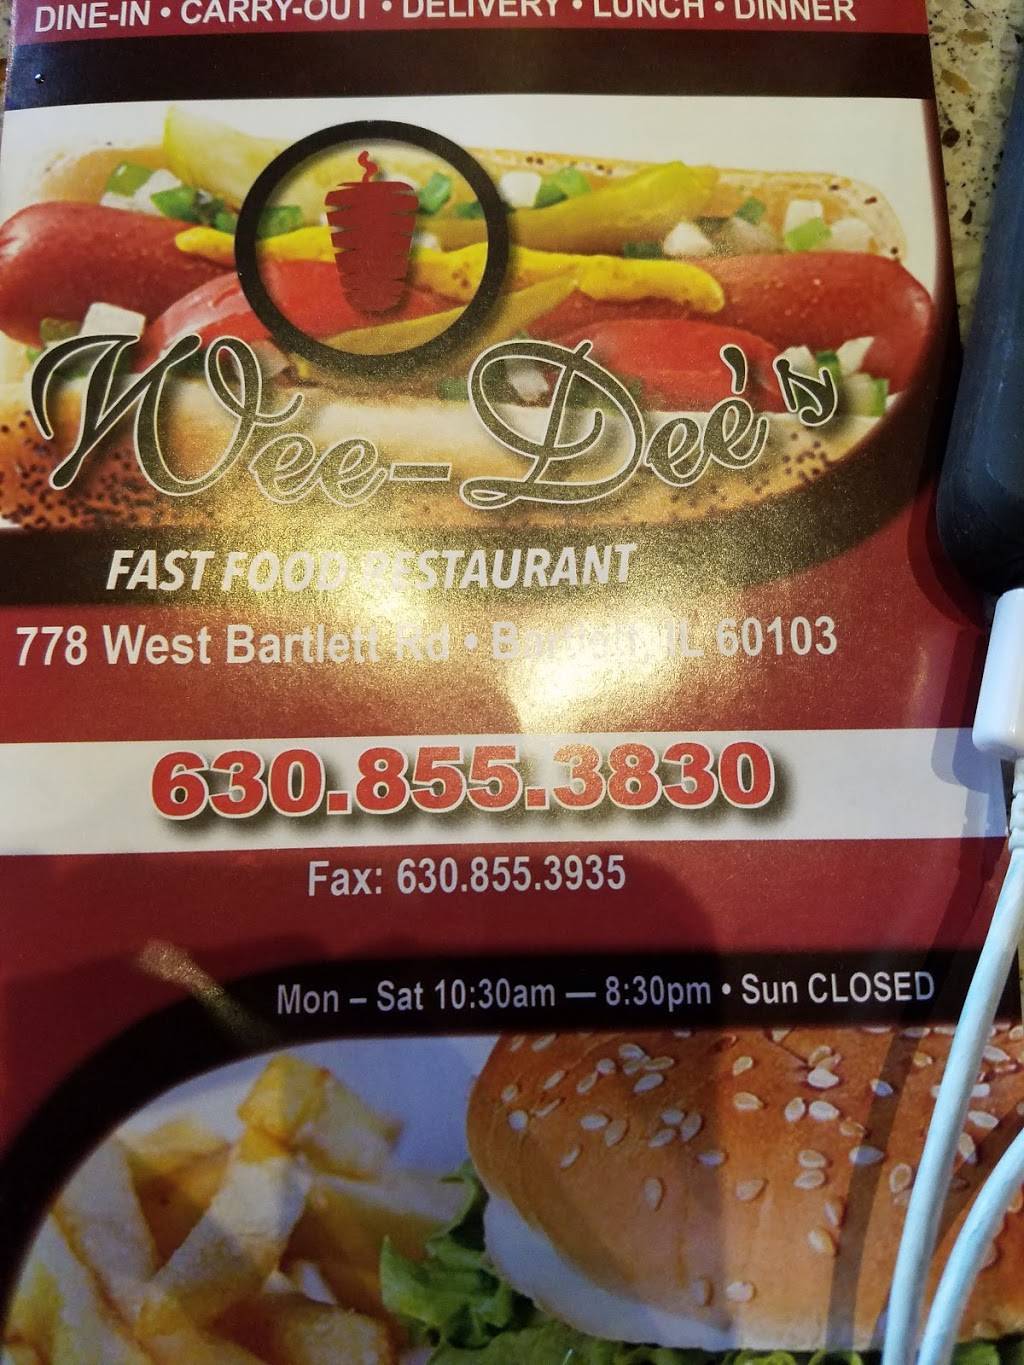 DINE-IN • CARRY-OUT • DELIVERY • LUNCH • DINNER
Wee-Dee's
FAST FOOD RESTAURANT
778 West Bartlett Rd • Bartlett, IL 60103
630.855.3830
Fax: 630.855.3935
Mon – Sat 10:30am — 8:30pm • Sun CLOSED